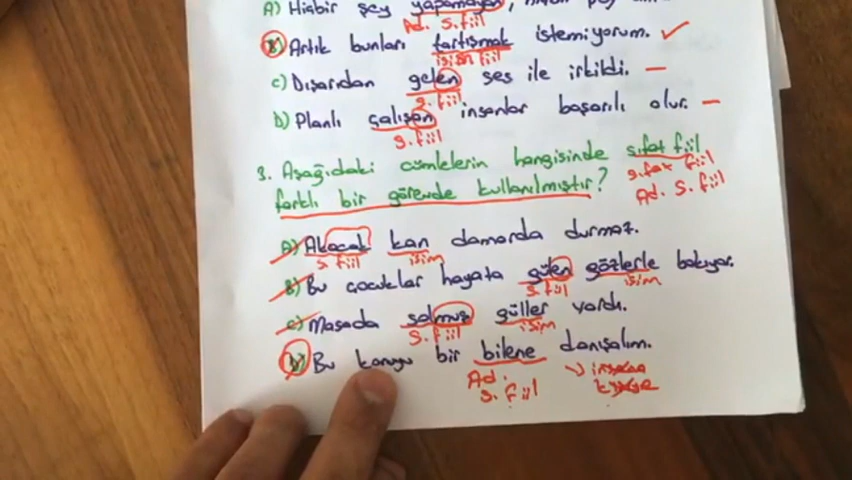 A) Hiçbir şey yapamayan,
Ad. S.fiil
B) Artık bunları tartışmak istemiyorum. ✓
isim fiil
C) Dışarıdan gelen ses ile irkildi. —
S. fiil
D) Planlı çalışan insanlar başarılı olur. —
S. fiil
3. Aşağıdaki cümlelerin hangisinde sıfat fiil
farklı bir görevde kullanılmıştır?
sıfat fiil
Ad. S. fiil
A) Akacak kan damarda durmaz.
S. fiil isim
B) Bu çocuklar hayata gülen gözlerle bakıyor.
S. fiil isim
C) Masada solmuş güller vardı.
S. fiil isim
D) Bu konuyu bir bilene danışalım.
Ad.
S. fiil